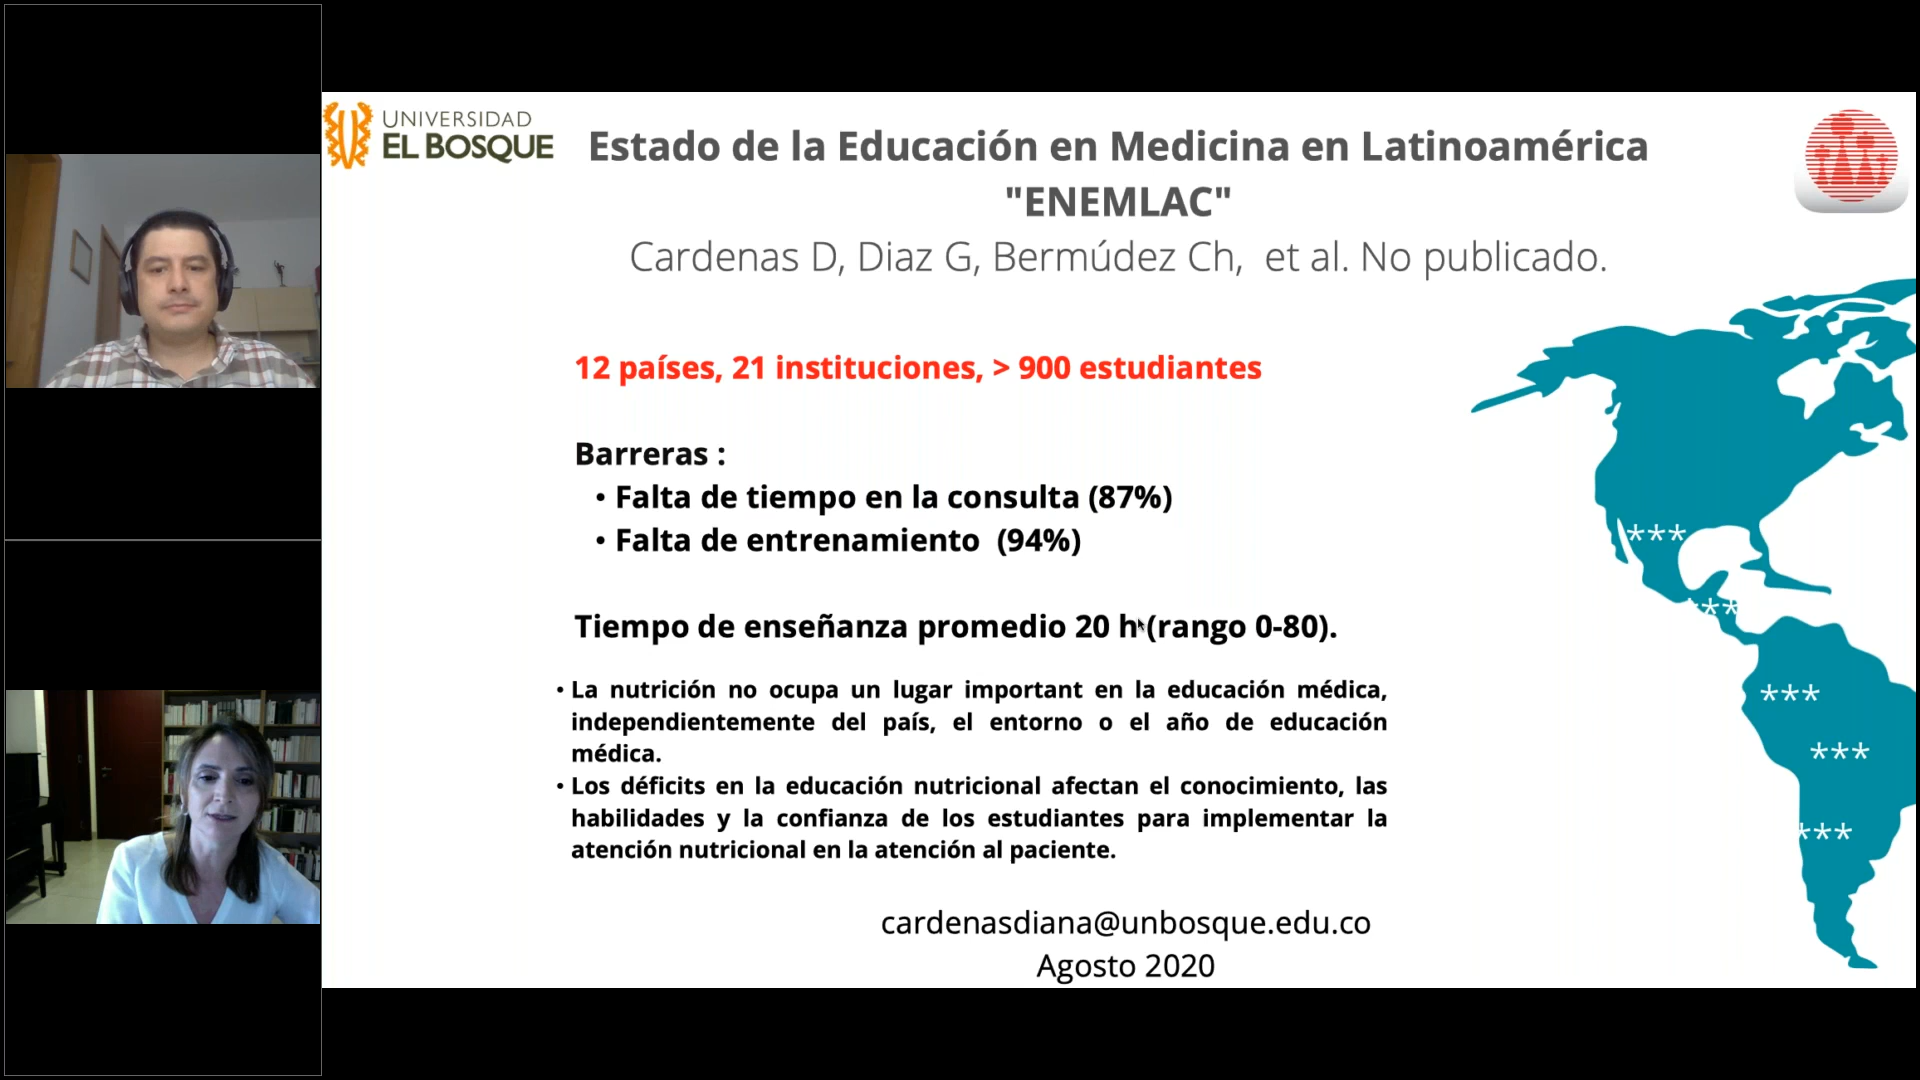 UNIVERSIDAD
EL BOSQUE
Estado de la Educación en Medicina en Latinoamérica
"ENEMLAC"
Cardenas D, Diaz G, Bermúdez Ch, et al. No publicado.
12 países, 21 instituciones, > 900 estudiantes
Barreras :
• Falta de tiempo en la consulta (87%)
• Falta de entrenamiento (94%)
Tiempo de enseñanza promedio 20 h (rango 0-80).
• La nutrición no ocupa un lugar important en la educación médica,
independientemente del país, el entorno o el año de educación
médica.
• Los déficits en la educación nutricional afectan el conocimiento, las
habilidades y la confianza de los estudiantes para implementar la
atención nutricional en la atención al paciente.
***
***
***
***
***
cardenasdiana@unbosque.edu.co
Agosto 2020